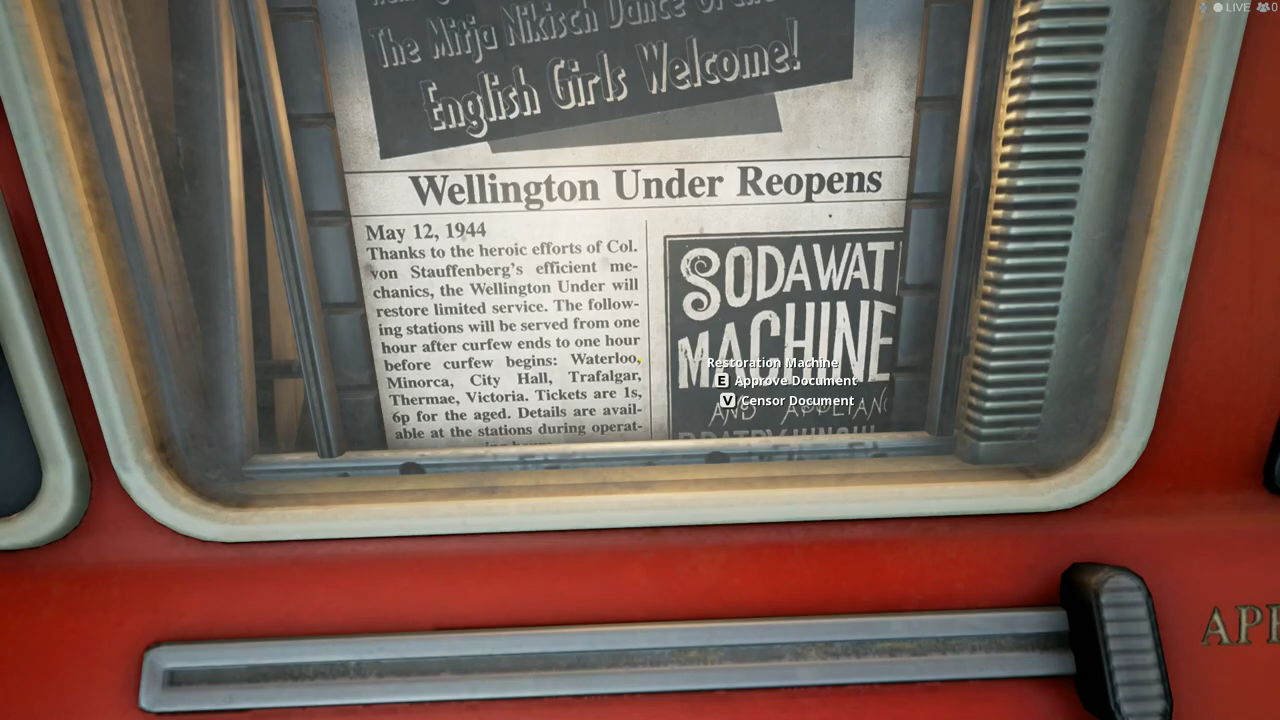 LIVE 0
The Mitja Nikisch Dance
English Girls Welcome!
Wellington Under Reopens
May 12, 1944
Thanks to the heroic efforts of Col.
von Stauffenberg's efficient me-
chanics, the Wellington Under will
restore limited service. The follow-
ing stations will be served from one
hour after curfew ends to one hour
before curfew begins: Waterloo,
Minorca, City Hall, Trafalgar,
Thermae, Victoria. Tickets are 1s,
6p for the aged. Details are avail-
able at the stations during operat-
SODAWAT
MACHINE
AND APPLIANC
Restoration Machine
E Approve Document
V Censor Document